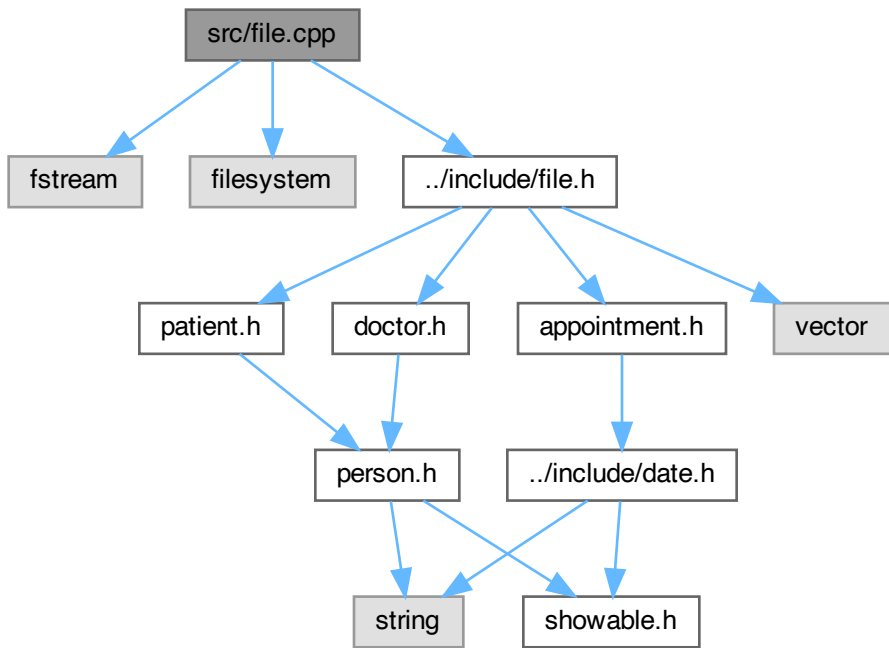 src/file.cpp
fstream
filesystem
../include/file.h
patient.h
doctor.h
appointment.h
vector
person.h
../include/date.h
string
showable.h